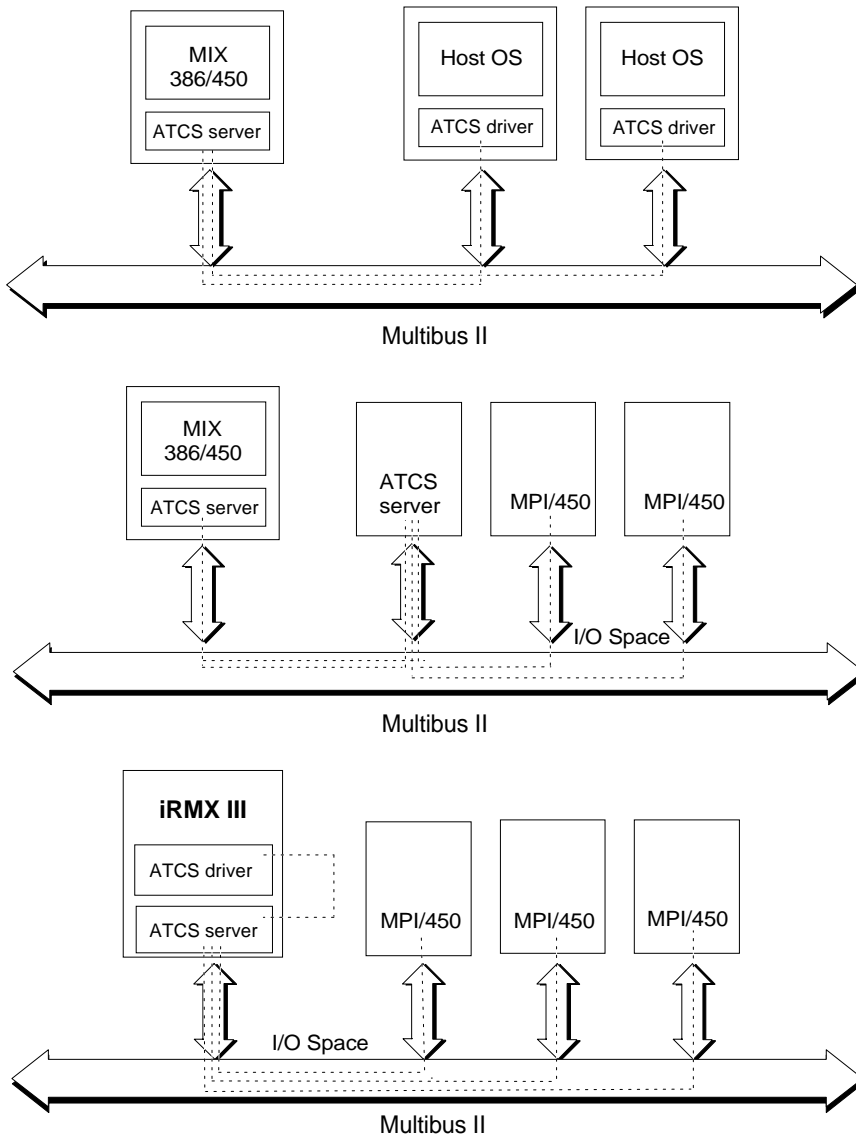 MIX
386/450
ATCS server
Host OS
ATCS driver
Host OS
ATCS driver
Multibus II
MIX
386/450
ATCS server
ATCS
server
MPI/450
MPI/450
I/O Space
Multibus II
iRMX III
ATCS driver
ATCS server
MPI/450
MPI/450
MPI/450
I/O Space
Multibus II